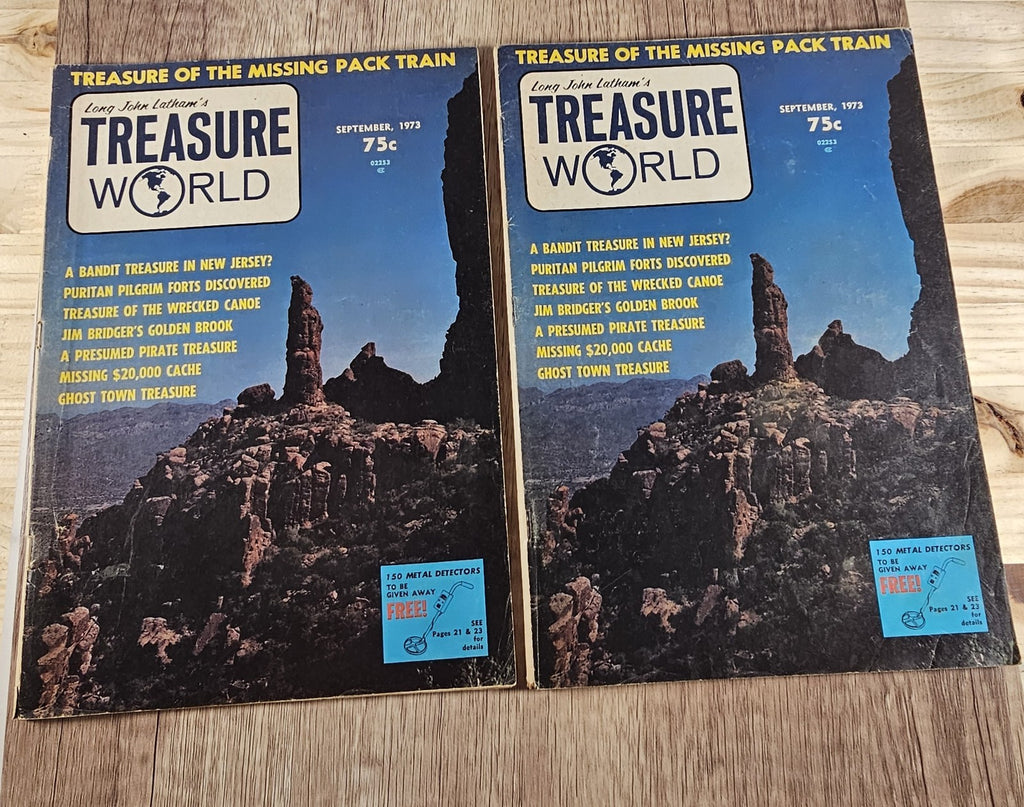 TREASURE OF THE MISSING PACK TRAIN
Long John Latham's
TREASURE
WORLD
SEPTEMBER, 1973
75c
02253
A BANDIT TREASURE IN NEW JERSEY?
PURITAN PILGRIM FORTS DISCOVERED
TREASURE OF THE WRECKED CANOE
JIM BRIDGER'S GOLDEN BROOK
A PRESUMED PIRATE TREASURE
MISSING $20,000 CACHE
GHOST TOWN TREASURE
150 METAL DETECTORS
TO BE
GIVEN AWAY
FREE!
SEE
Pages 21 & 23
for
details
TREASURE OF THE MISSING PACK TRAIN
Long John Latham's
TREASURE
WORLD
SEPTEMBER, 1973
75c
02253
A BANDIT TREASURE IN NEW JERSEY?
PURITAN PILGRIM FORTS DISCOVERED
TREASURE OF THE WRECKED CANOE
JIM BRIDGER'S GOLDEN BROOK
A PRESUMED PIRATE TREASURE
MISSING $20,000 CACHE
GHOST TOWN TREASURE
150 METAL DETECTORS
TO BE
GIVEN AWAY
FREE!
SEE
Pages 21 & 23
for
details